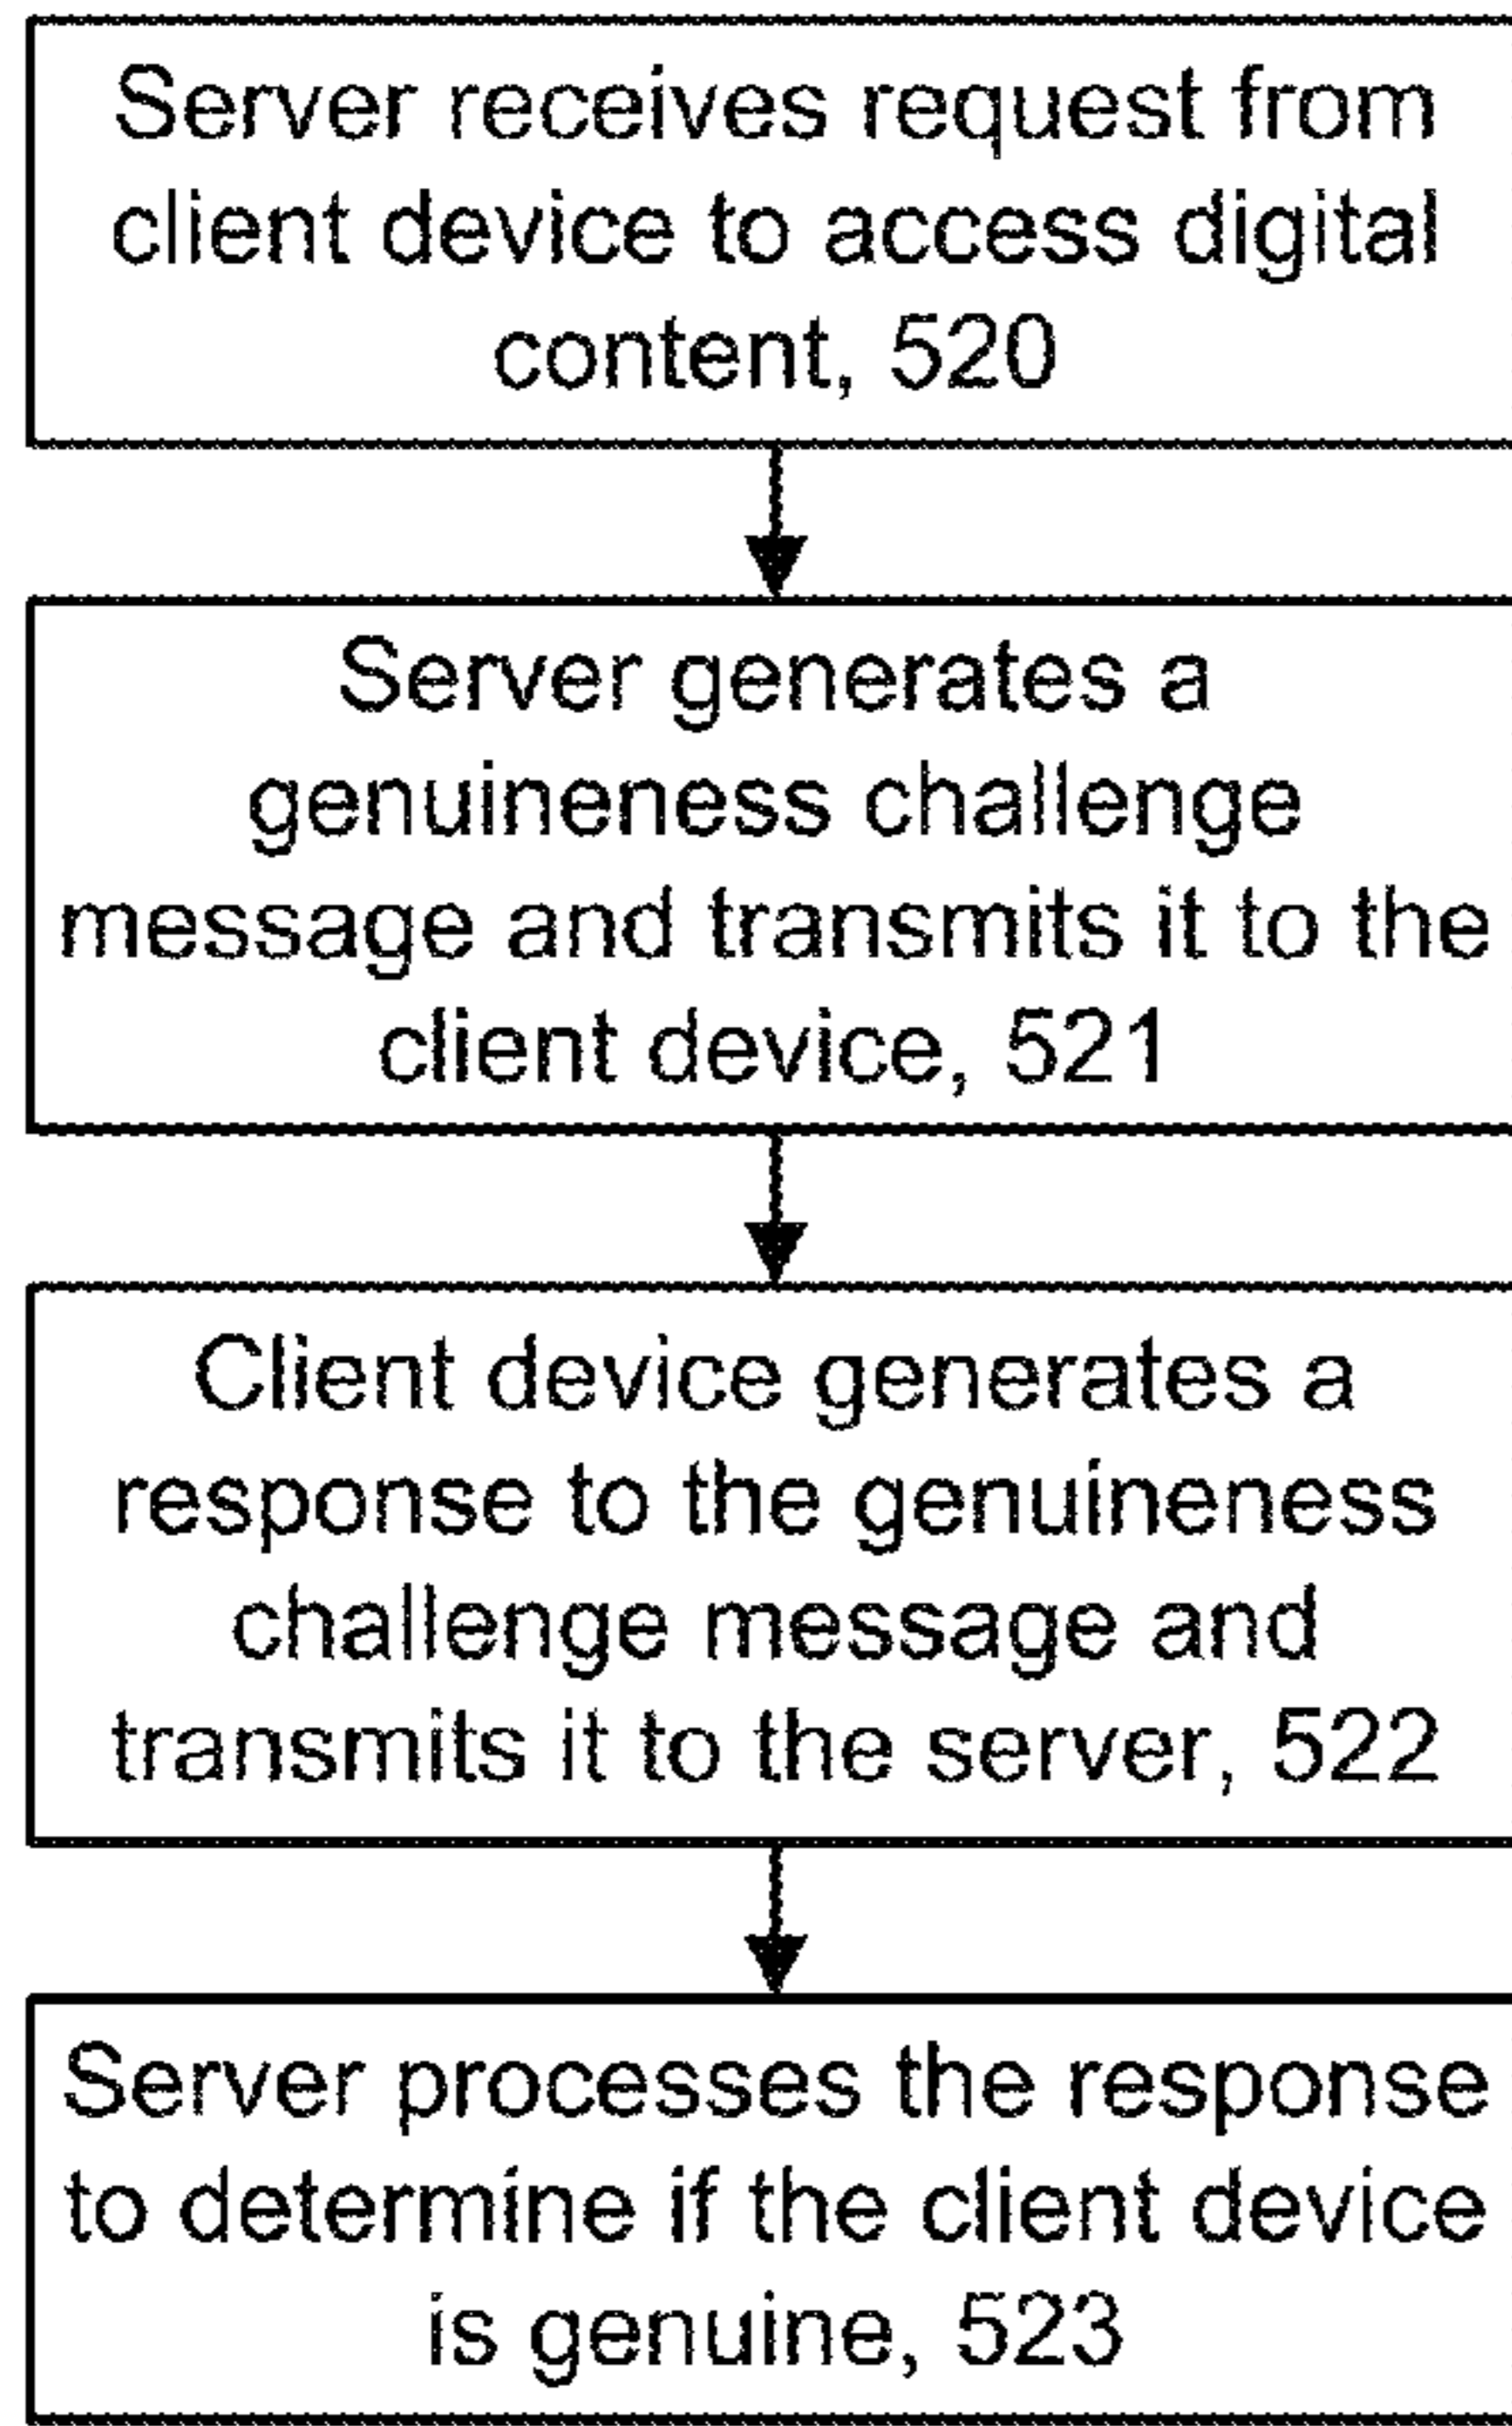 Server receives request from
client device to access digital
content, 520
Server generates a
genuineness challenge
message and transmits it to the
client device, 521
Client device generates a
response to the genuineness
challenge message and
transmits it to the server, 522
Server processes the response
to determine if the client device
is genuine, 523